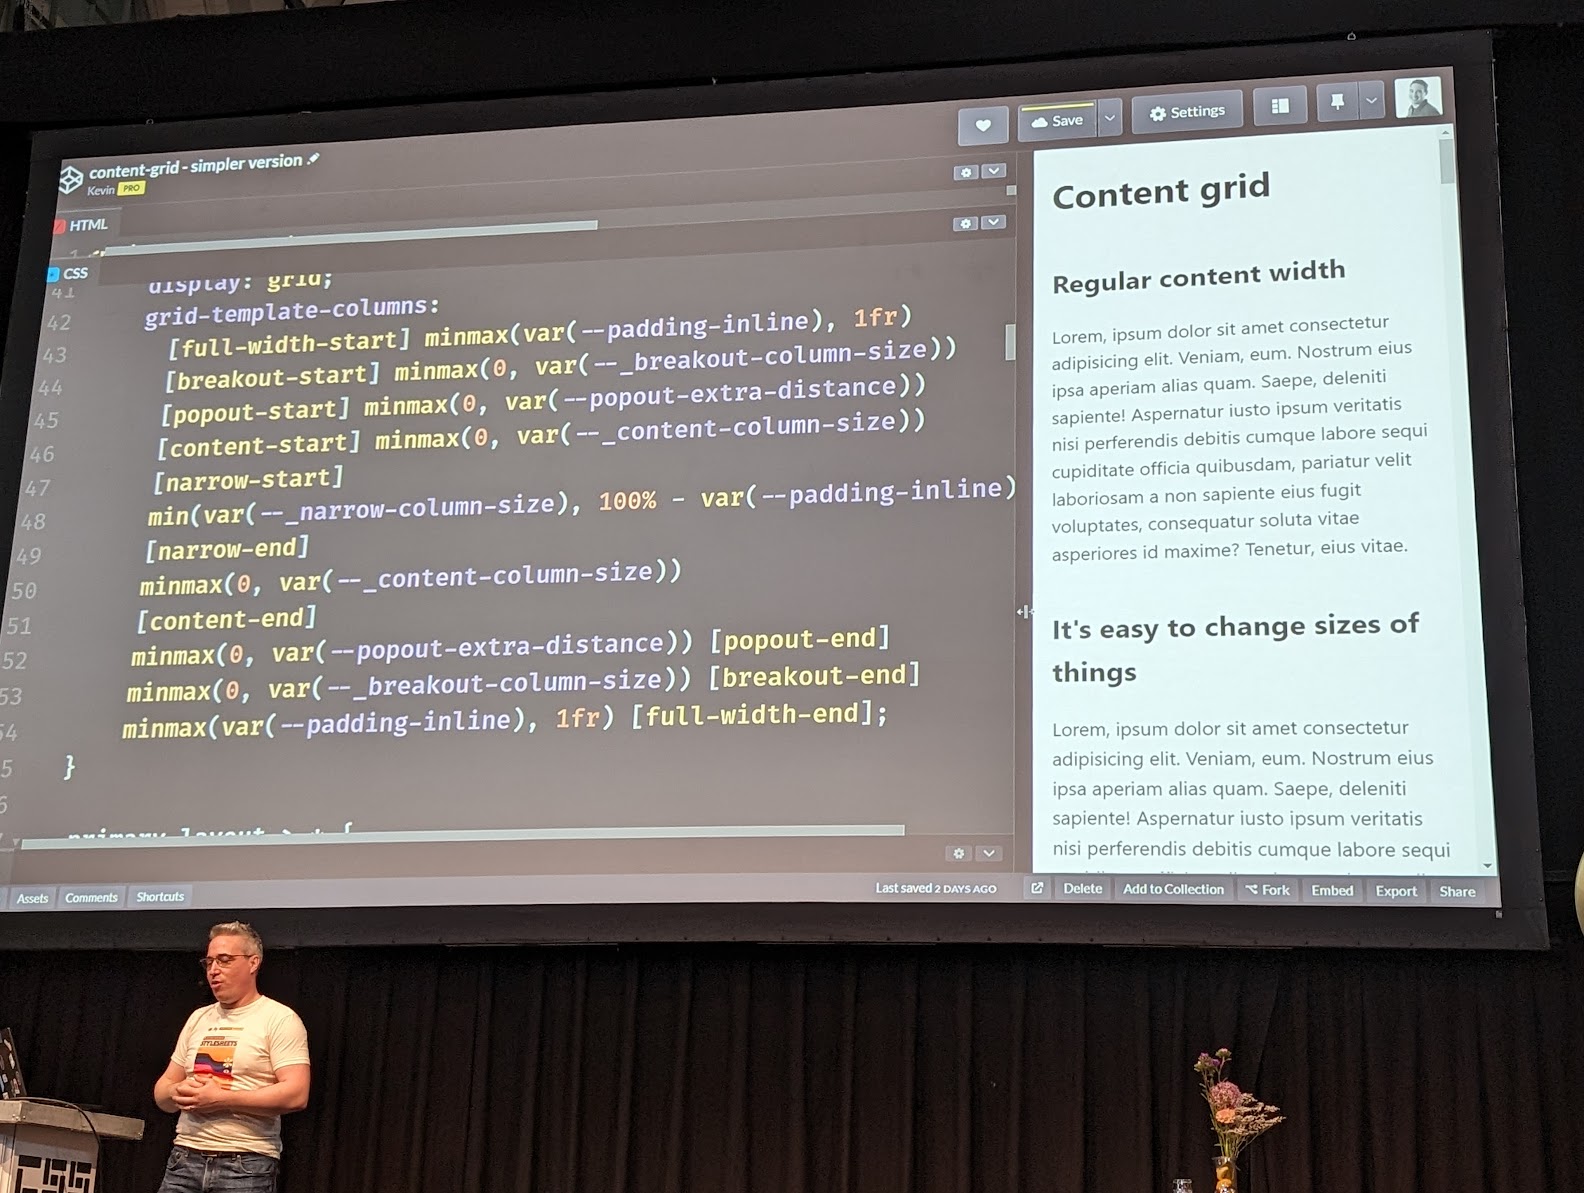 content-grid - simpler version
Kevin PRO
Save
Settings
HTML
1
CSS
41 display: grid;
42 grid-template-columns:
43 [full-width-start] minmax(var(--padding-inline), 1fr)
44 [breakout-start] minmax(0, var(--_breakout-column-size))
45 [popout-start] minmax(0, var(--popout-extra-distance))
46 [content-start] minmax(0, var(--_content-column-size))
47 [narrow-start]
48 min(var(--_narrow-column-size), 100% - var(--padding-inline)
49 [narrow-end]
50 minmax(0, var(--_content-column-size))
51 [content-end]
52 minmax(0, var(--popout-extra-distance)) [popout-end]
53 minmax(0, var(--_breakout-column-size)) [breakout-end]
4 minmax(var(--padding-inline), 1fr) [full-width-end];
5 }
6
primary-layout > * {
Content grid
Regular content width
Lorem, ipsum dolor sit amet consectetur
adipisicing elit. Veniam, eum. Nostrum eius
ipsa aperiam alias quam. Saepe, deleniti
sapiente! Aspernatur iusto ipsum veritatis
nisi perferendis debitis cumque labore sequi
cupiditate officia quibusdam, pariatur velit
laboriosam a non sapiente eius fugit
voluptates, consequatur soluta vitae
asperiores id maxime? Tenetur, eius vitae.
It's easy to change sizes of
things
Lorem, ipsum dolor sit amet consectetur
adipisicing elit. Veniam, eum. Nostrum eius
ipsa aperiam alias quam. Saepe, deleniti
sapiente! Aspernatur iusto ipsum veritatis
nisi perferendis debitis cumque labore sequi
Assets Comments Shortcuts
Last saved 2 DAYS AGO
Delete Add to Collection Fork Embed Export Share
STYLESHEETS